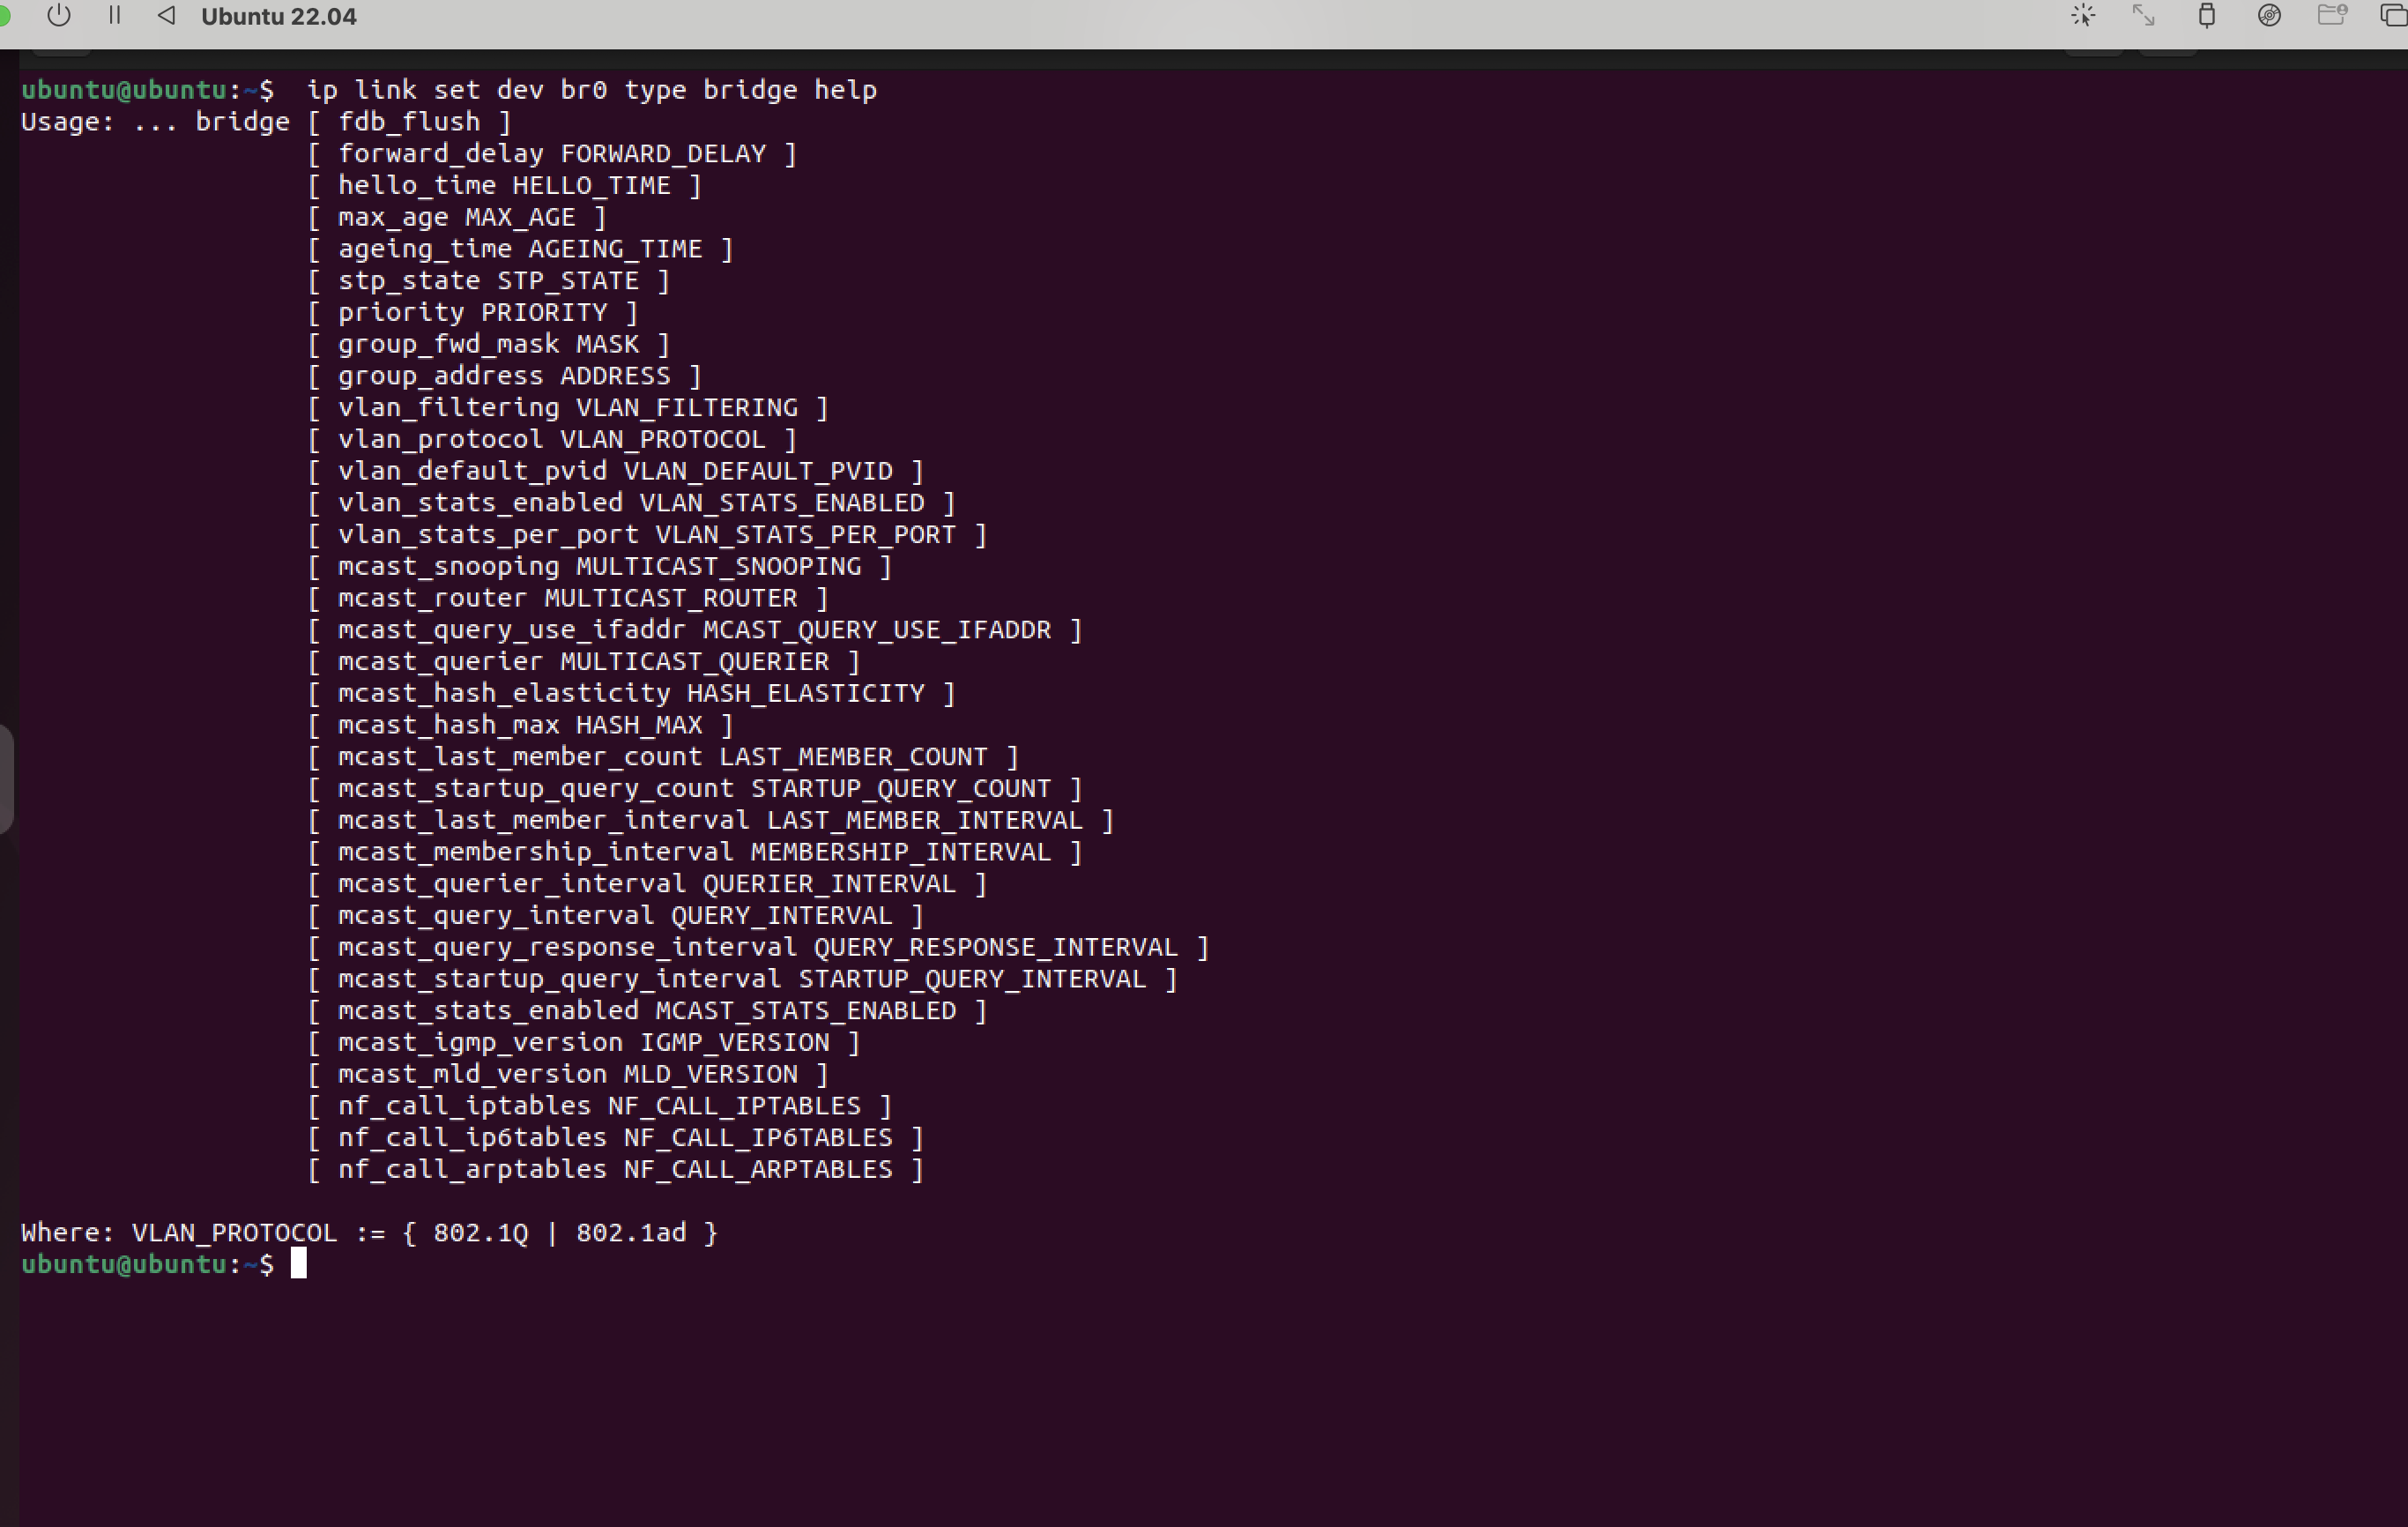 Ubuntu 22.04
ubuntu@ubuntu:~$  ip link set dev br0 type bridge help
Usage: ... bridge [ fdb_flush ]
                  [ forward_delay FORWARD_DELAY ]
                  [ hello_time HELLO_TIME ]
                  [ max_age MAX_AGE ]
                  [ ageing_time AGEING_TIME ]
                  [ stp_state STP_STATE ]
                  [ priority PRIORITY ]
                  [ group_fwd_mask MASK ]
                  [ group_address ADDRESS ]
                  [ vlan_filtering VLAN_FILTERING ]
                  [ vlan_protocol VLAN_PROTOCOL ]
                  [ vlan_default_pvid VLAN_DEFAULT_PVID ]
                  [ vlan_stats_enabled VLAN_STATS_ENABLED ]
                  [ vlan_stats_per_port VLAN_STATS_PER_PORT ]
                  [ mcast_snooping MULTICAST_SNOOPING ]
                  [ mcast_router MULTICAST_ROUTER ]
                  [ mcast_query_use_ifaddr MCAST_QUERY_USE_IFADDR ]
                  [ mcast_querier MULTICAST_QUERIER ]
                  [ mcast_hash_elasticity HASH_ELASTICITY ]
                  [ mcast_hash_max HASH_MAX ]
                  [ mcast_last_member_count LAST_MEMBER_COUNT ]
                  [ mcast_startup_query_count STARTUP_QUERY_COUNT ]
                  [ mcast_last_member_interval LAST_MEMBER_INTERVAL ]
                  [ mcast_membership_interval MEMBERSHIP_INTERVAL ]
                  [ mcast_querier_interval QUERIER_INTERVAL ]
                  [ mcast_query_interval QUERY_INTERVAL ]
                  [ mcast_query_response_interval QUERY_RESPONSE_INTERVAL ]
                  [ mcast_startup_query_interval STARTUP_QUERY_INTERVAL ]
                  [ mcast_stats_enabled MCAST_STATS_ENABLED ]
                  [ mcast_igmp_version IGMP_VERSION ]
                  [ mcast_mld_version MLD_VERSION ]
                  [ nf_call_iptables NF_CALL_IPTABLES ]
                  [ nf_call_ip6tables NF_CALL_IP6TABLES ]
                  [ nf_call_arptables NF_CALL_ARPTABLES ]
Where: VLAN_PROTOCOL := { 802.1Q | 802.1ad }
ubuntu@ubuntu:~$